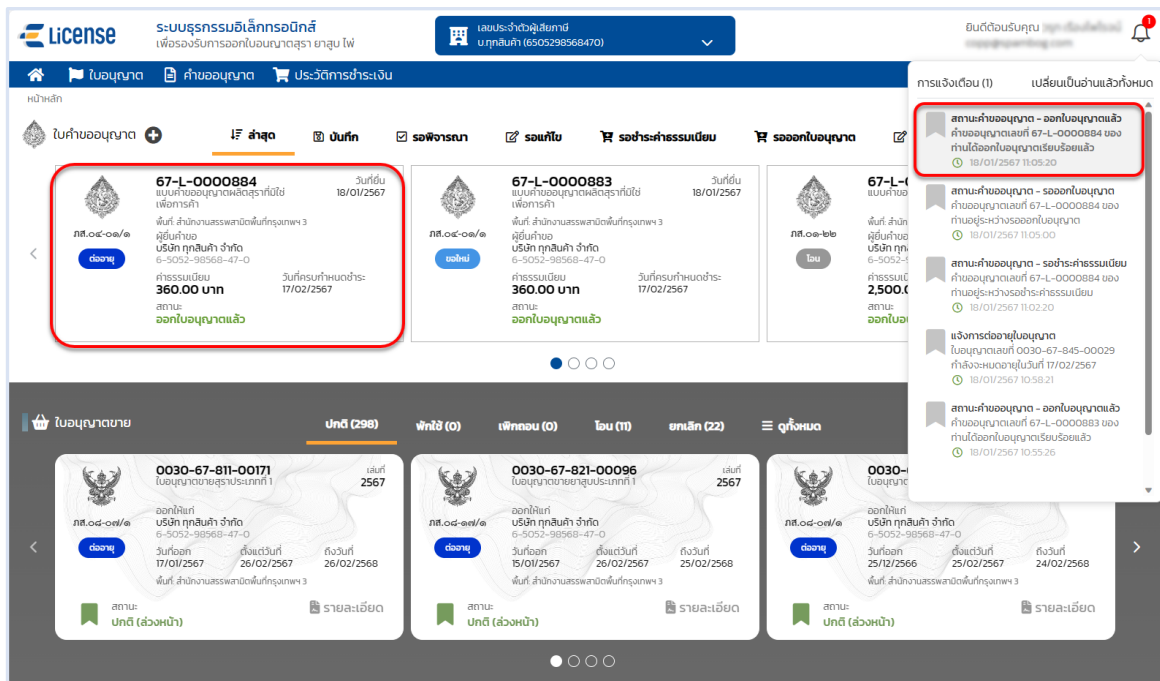 License
ระบบธุรกรรมอิเล็กทรอนิกส์
เพื่อรองรับการออกใบอนุญาตสุรา ยาสูบ ไพ่
เลขประจำตัวผู้เสียภาษี
บ.ทุกสินค้า (6505298568470)
ยินดีต้อนรับคุณ
1
ใบอนุญาต
คำขออนุญาต
ประวัติการชำระเงิน
หน้าหลัก
ใบคำขออนุญาต
ล่าสุด
บันทึก
รอพิจารณา
รอแก้ไข
รอชำระค่าธรรมเนียม
รอออกใบอนุญาต
67-L-0000884
วันที่ยื่น
แบบคำขออนุญาตผลิตสุราที่มิใช่
18/01/2567
เพื่อการค้า
พื้นที่: สำนักงานสรรพสามิตพื้นที่กรุงเทพฯ 3
ภส.๐๔-๐๑/๑
ผู้ยื่นคำขอ
บริษัท ทุกสินค้า จำกัด
ต่ออายุ
6-5052-98568-47-0
ค่าธรรมเนียม
วันที่ครบกำหนดชำระ
360.00 บาท
17/02/2567
สถานะ:
ออกใบอนุญาตแล้ว
67-L-0000883
วันที่ยื่น
แบบคำขออนุญาตผลิตสุราที่มิใช่
18/01/2567
เพื่อการค้า
พื้นที่: สำนักงานสรรพสามิตพื้นที่กรุงเทพฯ 3
ภส.๐๔-๐๑/๑
ผู้ยื่นคำขอ
บริษัท ทุกสินค้า จำกัด
ขอใหม่
6-5052-98568-47-0
ค่าธรรมเนียม
วันที่ครบกำหนดชำระ:
360.00 บาท
17/02/2567
สถานะ:
ออกใบอนุญาตแล้ว
67-L-0
แบบคำขอ
พื้นที่: สำนัก
ภส.๐๑-๒๒
ผู้ยื่นคำขอ
บริษัท ทุก
โอน
6-5052-9
ค่าธรรมเนีย
2,500.0
สถานะ:
ออกใบอนุ
การแจ้งเตือน (1)
เปลี่ยนเป็นอ่านแล้วทั้งหมด
สถานะคำขออนุญาต - ออกใบอนุญาตแล้ว
คำขออนุญาตเลขที่ 67-L-0000884 ของ
ท่านได้ออกใบอนุญาตเรียบร้อยแล้ว
18/01/2567 11:05:20
สถานะคำขออนุญาต - รอออกใบอนุญาต
คำขออนุญาตเลขที่ 67-L-0000884 ของ
ท่านอยู่ระหว่างรอออกใบอนุญาต
18/01/2567 11:05:00
สถานะคำขออนุญาต - รอชำระค่าธรรมเนียม
คำขออนุญาตเลขที่ 67-L-0000884 ของ
ท่านอยู่ระหว่างรอชำระค่าธรรมเนียม
18/01/2567 11:02:20
แจ้งการต่ออายุใบอนุญาต
ใบอนุญาตเลขที่ 0030-67-845-00029
กำลังจะหมดอายุในวันที่ 17/02/2567
18/01/2567 10:58:21
สถานะคำขออนุญาต - ออกใบอนุญาตแล้ว
คำขออนุญาตเลขที่ 67-L-0000883 ของ
ท่านได้ออกใบอนุญาตเรียบร้อยแล้ว
18/01/2567 10:55:26
ใบอนุญาตขาย
ปกติ (298)
พักใช้ (0)
เพิกถอน (0)
โอน (11)
ยกเลิก (22)
ดูทั้งหมด
0030-67-811-00171
เล่มที่
ใบอนุญาตขายสุราประเภทที่ 1
2567
ออกให้แก่
ภส.๐๘-๐๗/๑
บริษัท ทุกสินค้า จำกัด
6-5052-98568-47-0
ต่ออายุ
วันที่ออก
ตั้งแต่วันที่
ถึงวันที่
17/01/2567
26/02/2567
26/02/2568
พื้นที่: สำนักงานสรรพสามิตพื้นที่กรุงเทพฯ 3
สถานะ:
รายละเอียด
ปกติ (ล่วงหน้า)
0030-67-821-00096
เล่มที่
ใบอนุญาตขายยาสูบประเภทที่ 1
2567
ออกให้แก่
ภส.๐๘-๑๗/๑
บริษัท ทุกสินค้า จำกัด
6-5052-98568-47-0
ต่ออายุ
วันที่ออก
ตั้งแต่วันที่
ถึงวันที่
15/01/2567
26/02/2567
25/02/2568
พื้นที่: สำนักงานสรรพสามิตพื้นที่กรุงเทพฯ 3
สถานะ:
รายละเอียด
ปกติ (ล่วงหน้า)
0030-
ใบอนุญาต
ออกให้แก่
ภส.๐๘-๐๗/๑
บริษัท ทุกสินค้า จำกัด
6-5052-98568-47-0
ต่ออายุ
วันที่ออก
ตั้งแต่วันที่
ถึงวันที่
25/12/2566
25/02/2567
24/02/2568
พื้นที่: สำนักงานสรรพสามิตพื้นที่กรุงเทพฯ 3
สถานะ:
รายละเอียด
ปกติ (ล่วงหน้า)